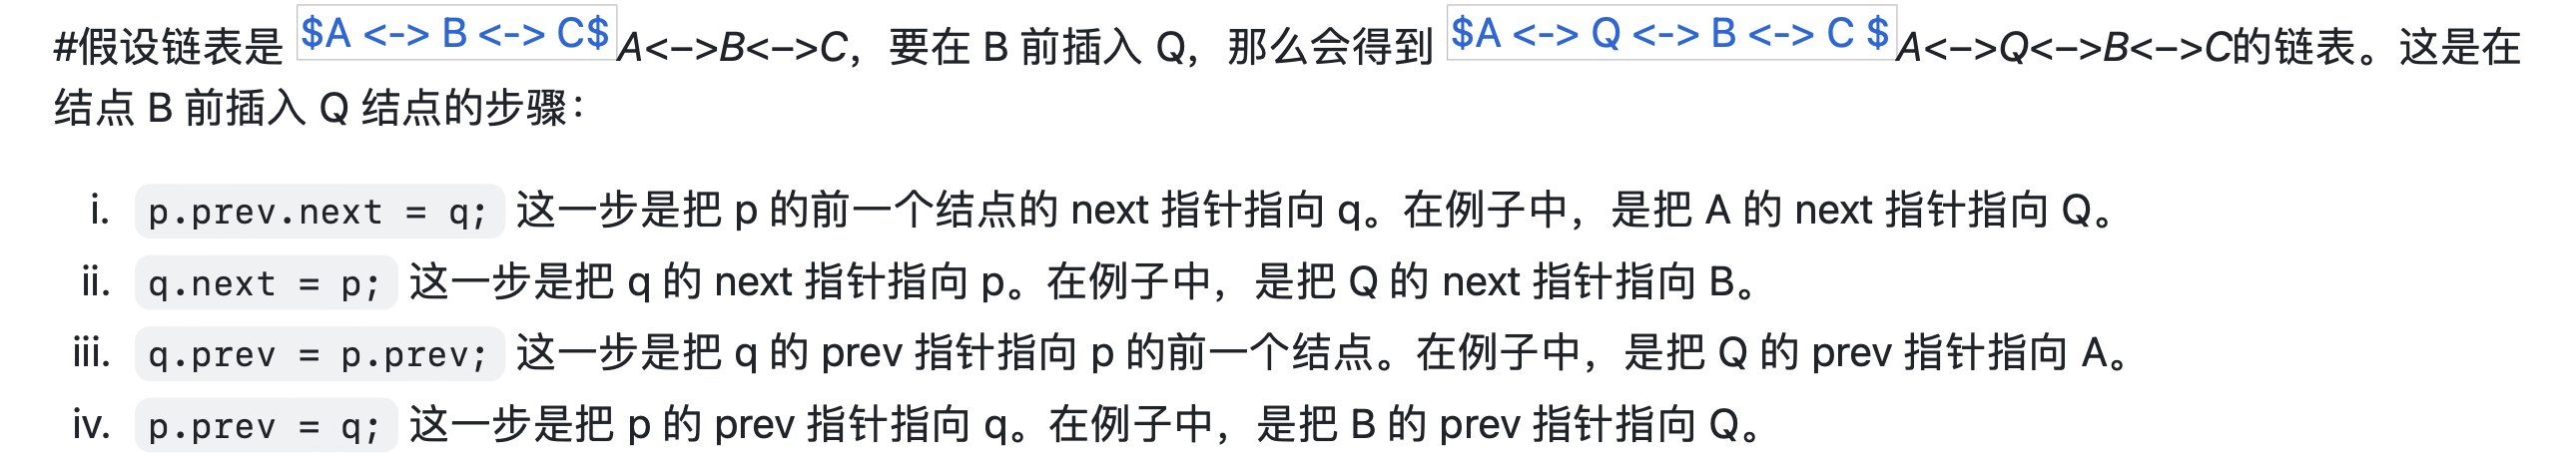 #假设链表是 $A <-> B <-> C$ A<−>B<−>C，要在 B 前插入 Q，那么会得到 $A <-> Q <-> B <-> C $ A<−>Q<−>B<−>C的链表。这是在
结点 B 前插入 Q 结点的步骤：
i. p.prev.next = q; 这一步是把 p 的前一个结点的 next 指针指向 q。在例子中，是把 A 的 next 指针指向 Q。
ii. q.next = p; 这一步是把 q 的 next 指针指向 p。在例子中，是把 Q 的 next 指针指向 B。
iii. q.prev = p.prev; 这一步是把 q 的 prev 指针指向 p 的前一个结点。在例子中，是把 Q 的 prev 指针指向 A。
iv. p.prev = q; 这一步是把 p 的 prev 指针指向 q。在例子中，是把 B 的 prev 指针指向 Q。